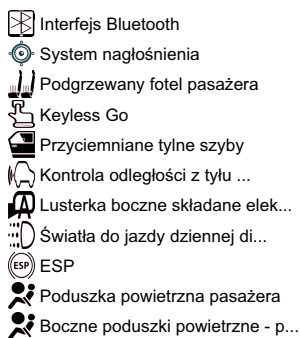 Interfejs Bluetooth
System nagłośnienia
Podgrzewany fotel pasażera
Keyless Go
Przyciemniane tylne szyby
Kontrola odległości z tyłu ...
Lusterka boczne składane elek...
Światła do jazdy dziennej di...
ESP ESP
Poduszka powietrzna pasażera
Boczne poduszki powietrzne - p...